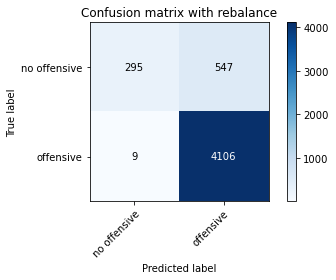 Confusion matrix with rebalance
no offensive
295
547
offensive
9
4106
True label
no offensive
offensive
Predicted label
4000
3000
2000
1000